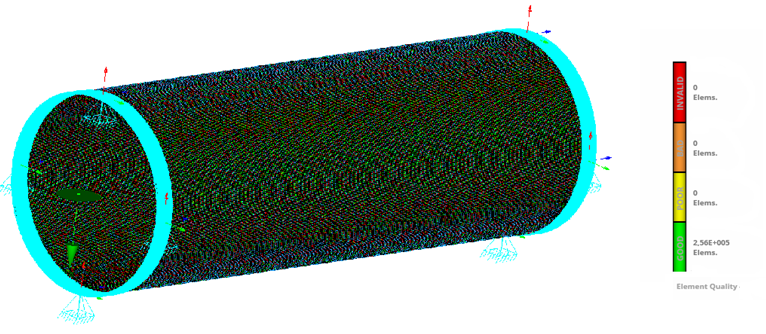 INVALID
0
Elems.
0
Elems.
POOR
0
Elems.
GOOD
2,56E+005
Elems.
Element Quality